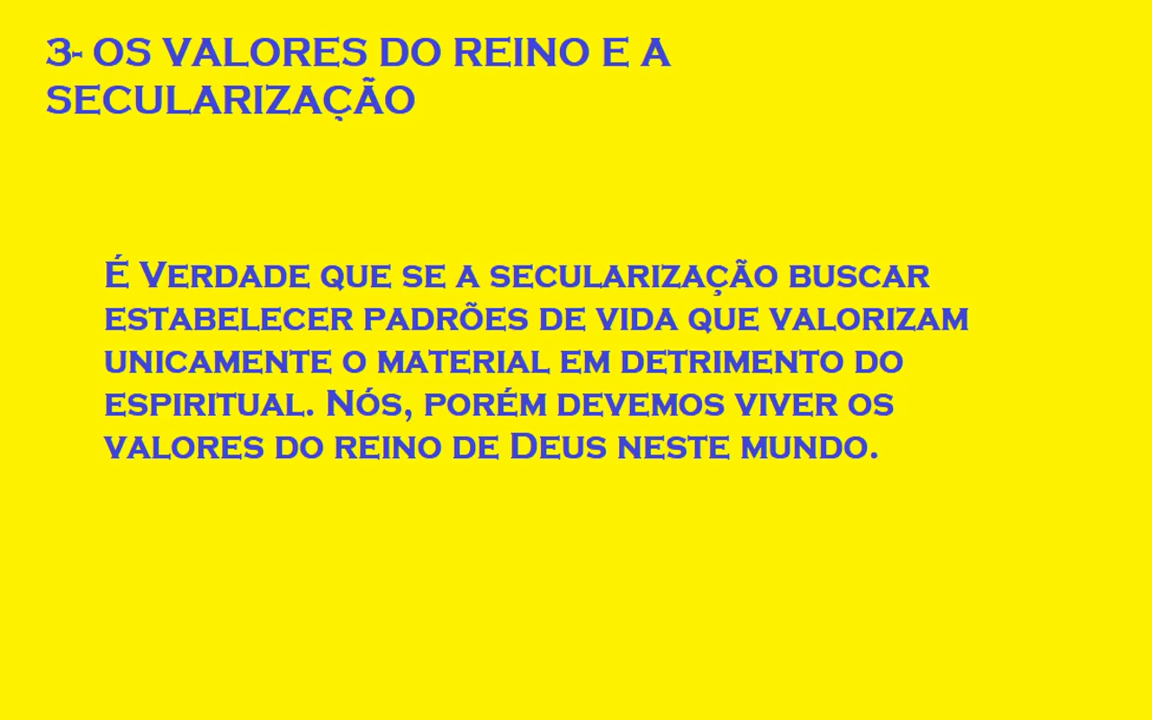 3- OS VALORES DO REINO E A
SECULARIZAÇÃO
É VERDADE QUE SE A SECULARIZAÇÃO BUSCAR
ESTABELECER PADRÕES DE VIDA QUE VALORIZAM
UNICAMENTE O MATERIAL EM DETRIMENTO DO
ESPIRITUAL. NÓS, PORÉM DEVEMOS VIVER OS
VALORES DO REINO DE DEUS NESTE MUNDO.